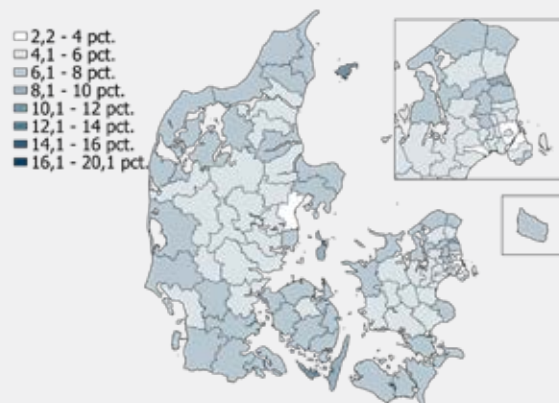 2,2 - 4 pct.
4,1 - 6 pct.
6,1 - 8 pct.
8,1 - 10 pct.
10,1 - 12 pct.
12,1 - 14 pct.
14,1 - 16 pct.
16,1 - 20,1 pct.